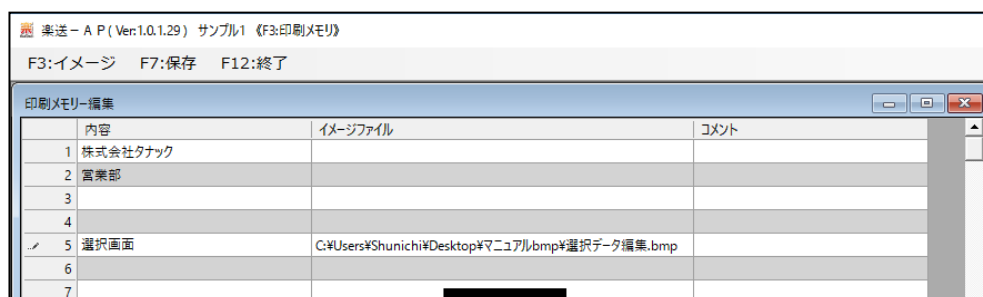 楽送－ＡＰ( Ver:1.0.1.29 )　サンプル1　《F3:印刷メモリ》
F3:イメージ　F7:保存　F12:終了
印刷メモリー編集
内容　イメージファイル　コメント
1 株式会社タナック
2 営業部
3
4
5 選択画面　C:¥Users¥Shunichi¥Desktop¥マニュアルbmp¥選択データ編集.bmp
6
7